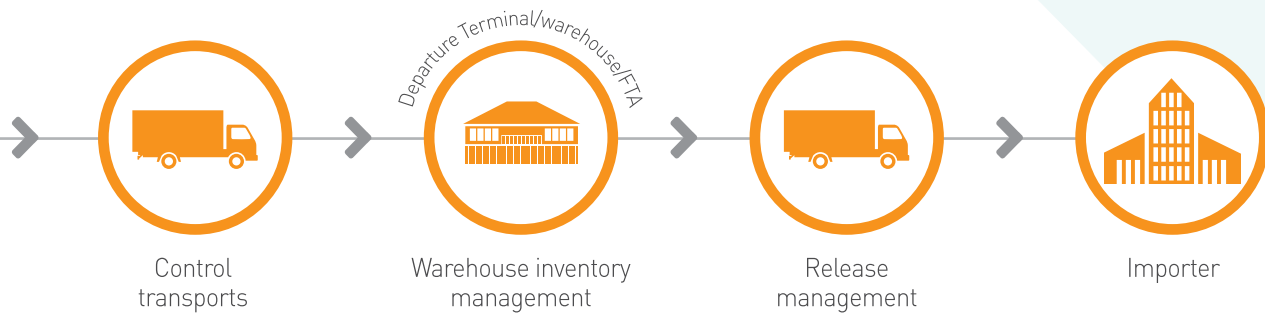 Departure Terminal/warehouse/FTA
Control
transports
Warehouse inventory
management
Release
management
Importer